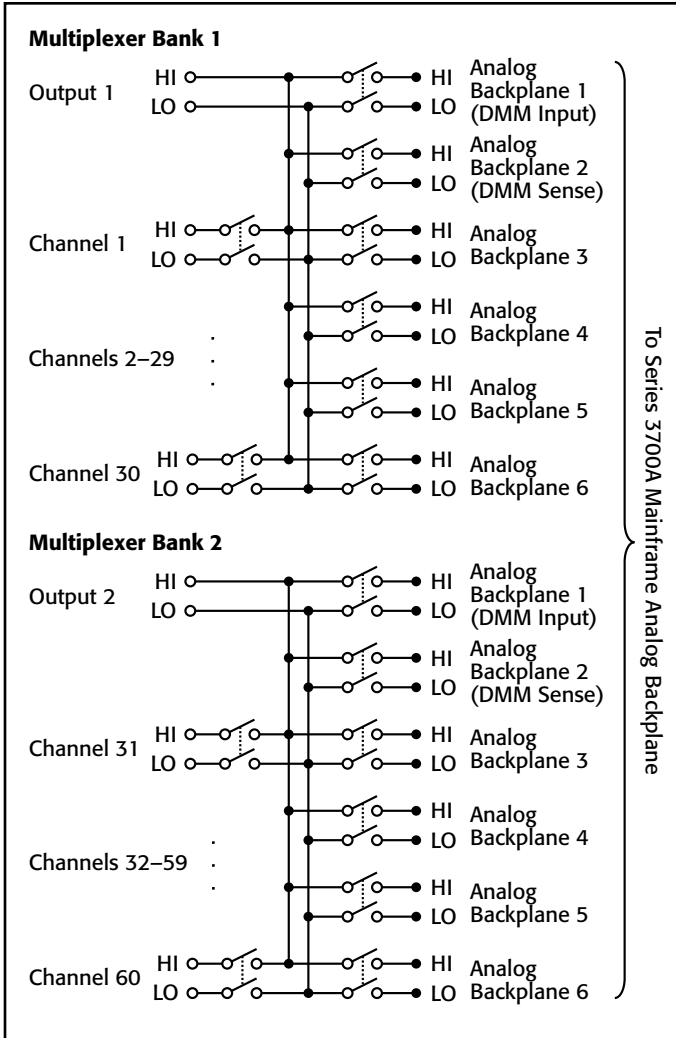 Multiplexer Bank 1
Output 1
HI
LO
HI
LO
Analog
Backplane 1
(DMM Input)
HI
LO
Analog
Backplane 2
(DMM Sense)
Channel 1
HI
LO
HI
LO
Analog
Backplane 3
HI
LO
Analog
Backplane 4
Channels 2–29
HI
LO
Analog
Backplane 5
Channel 30
HI
LO
HI
LO
Analog
Backplane 6
Multiplexer Bank 2
Output 2
HI
LO
HI
LO
Analog
Backplane 1
(DMM Input)
HI
LO
Analog
Backplane 2
(DMM Sense)
Channel 31
HI
LO
HI
LO
Analog
Backplane 3
HI
LO
Analog
Backplane 4
Channels 32–59
HI
LO
Analog
Backplane 5
Channel 60
HI
LO
HI
LO
Analog
Backplane 6
To Series 3700A Mainframe Analog Backplane